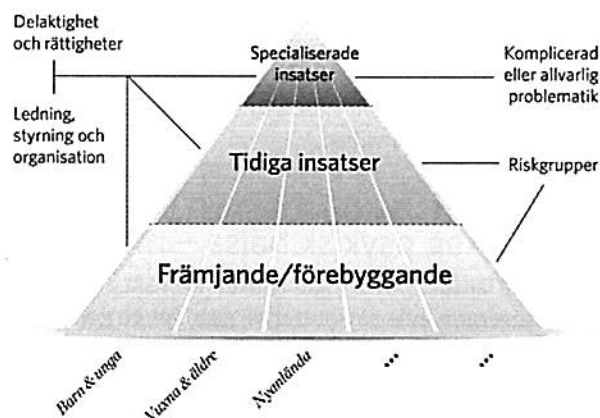 Delaktighet
och rättigheter
Ledning,
styrning och
organisation
Specialiserade
insatser
Komplicerad
eller allvarlig
problematik
Tidiga insatser
Riskgrupper
Främjande/förebyggande
Barn & unga
Vuxna & äldre
Nyanlända
...
...